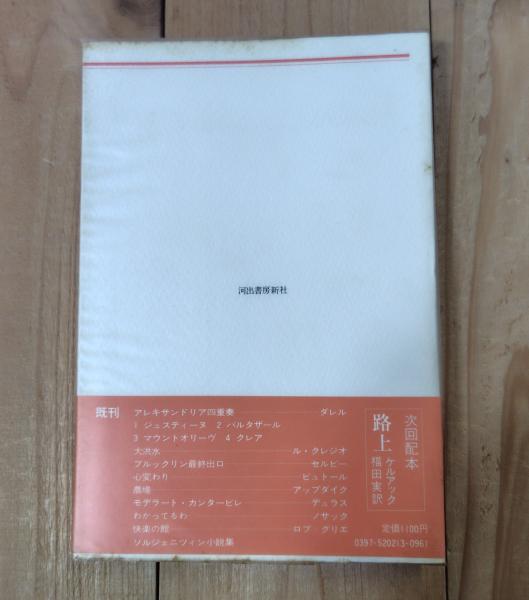 河出書房新社
既刊
アレキサンドリア四重奏 ダレル
1 ジュスティーヌ 2 バルタザール
3 マウントオリーヴ 4 クレア
大洪水 ル・クレジオ
ブルックリン最終出口 セルビー
心変わり ビュトール
農場 アップダイク
モデラート・カンタービレ デュラス
わかってるわ ノサック
快楽の館 ロブ グリエ
ソルジェニツィン小説集
次回配本
路上
ケルアック
福田実訳
定価1100円
0397-520213-0961